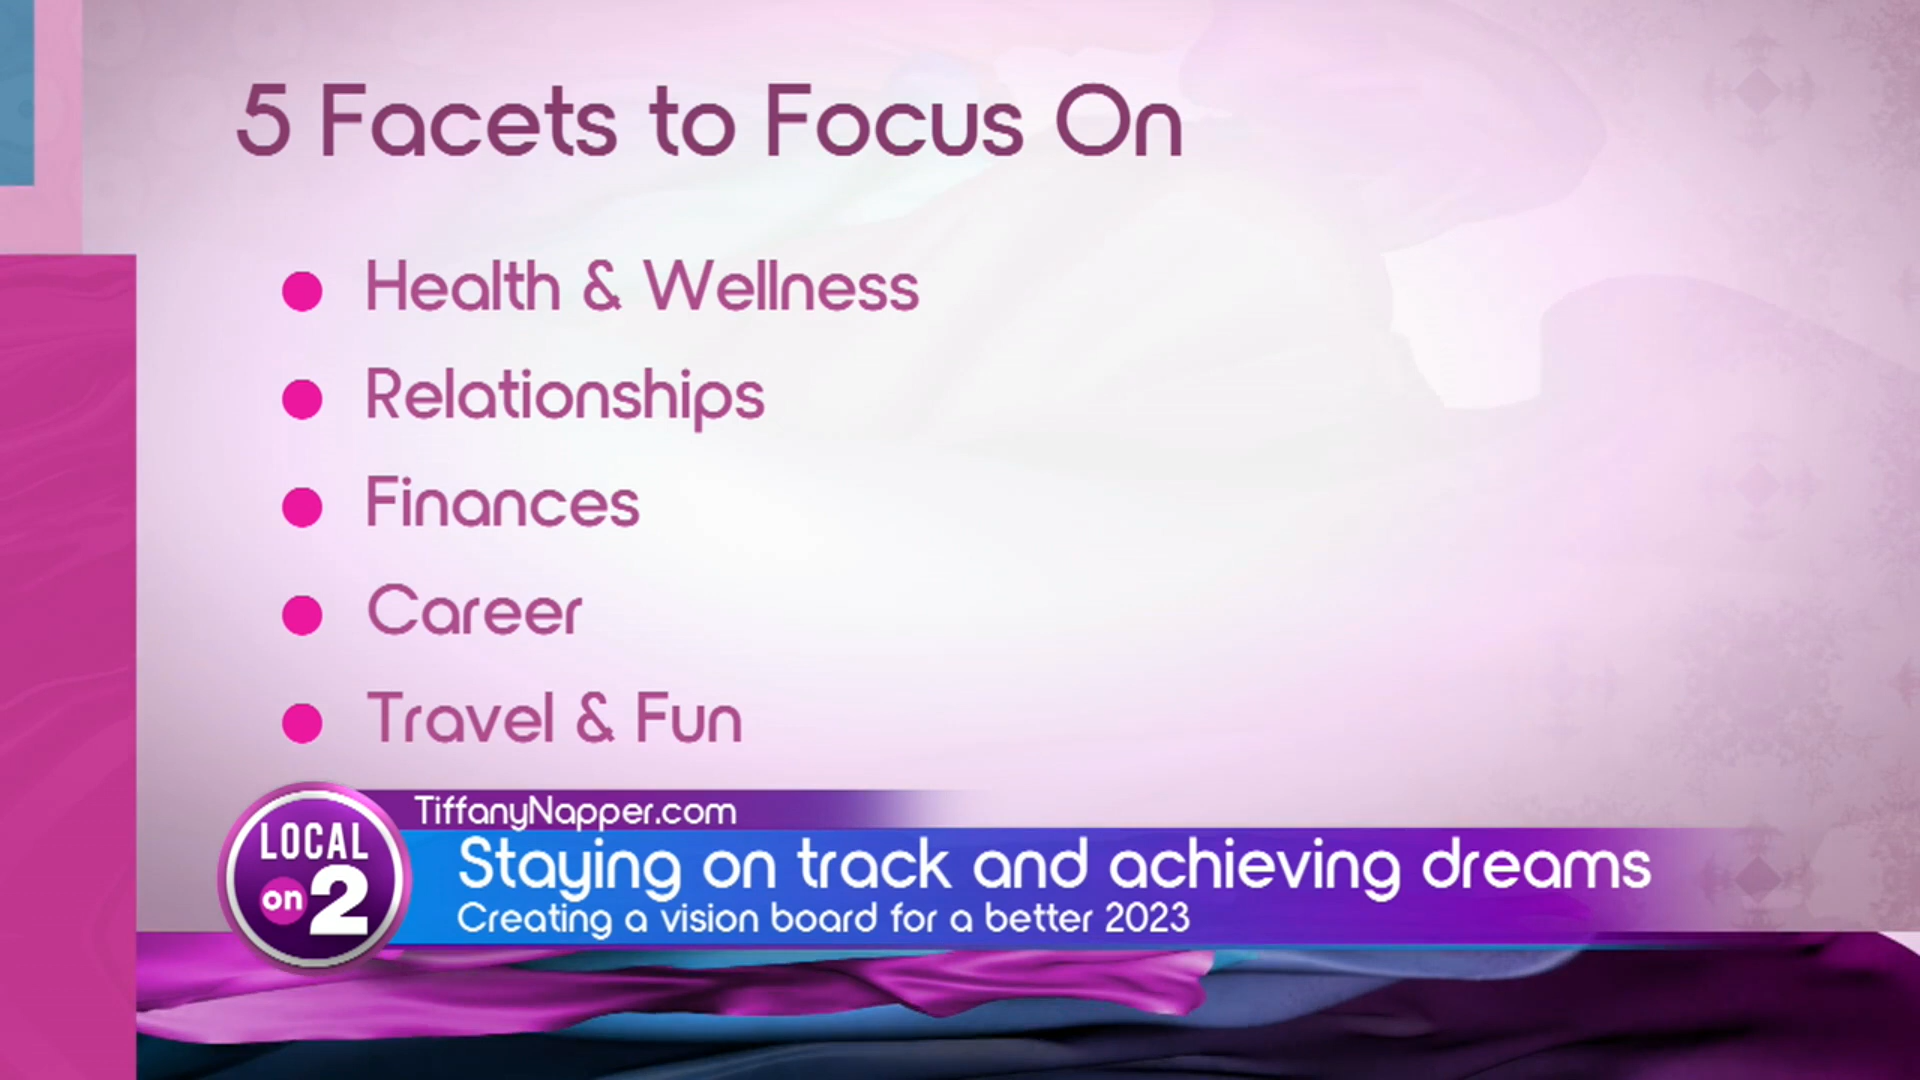 5 Facets to Focus On
Health & Wellness
Relationships
Finances
Career
Travel & Fun
TiffanyNapper.com
LOCAL
on 2
Staying on track and achieving dreams
Creating a vision board for a better 2023